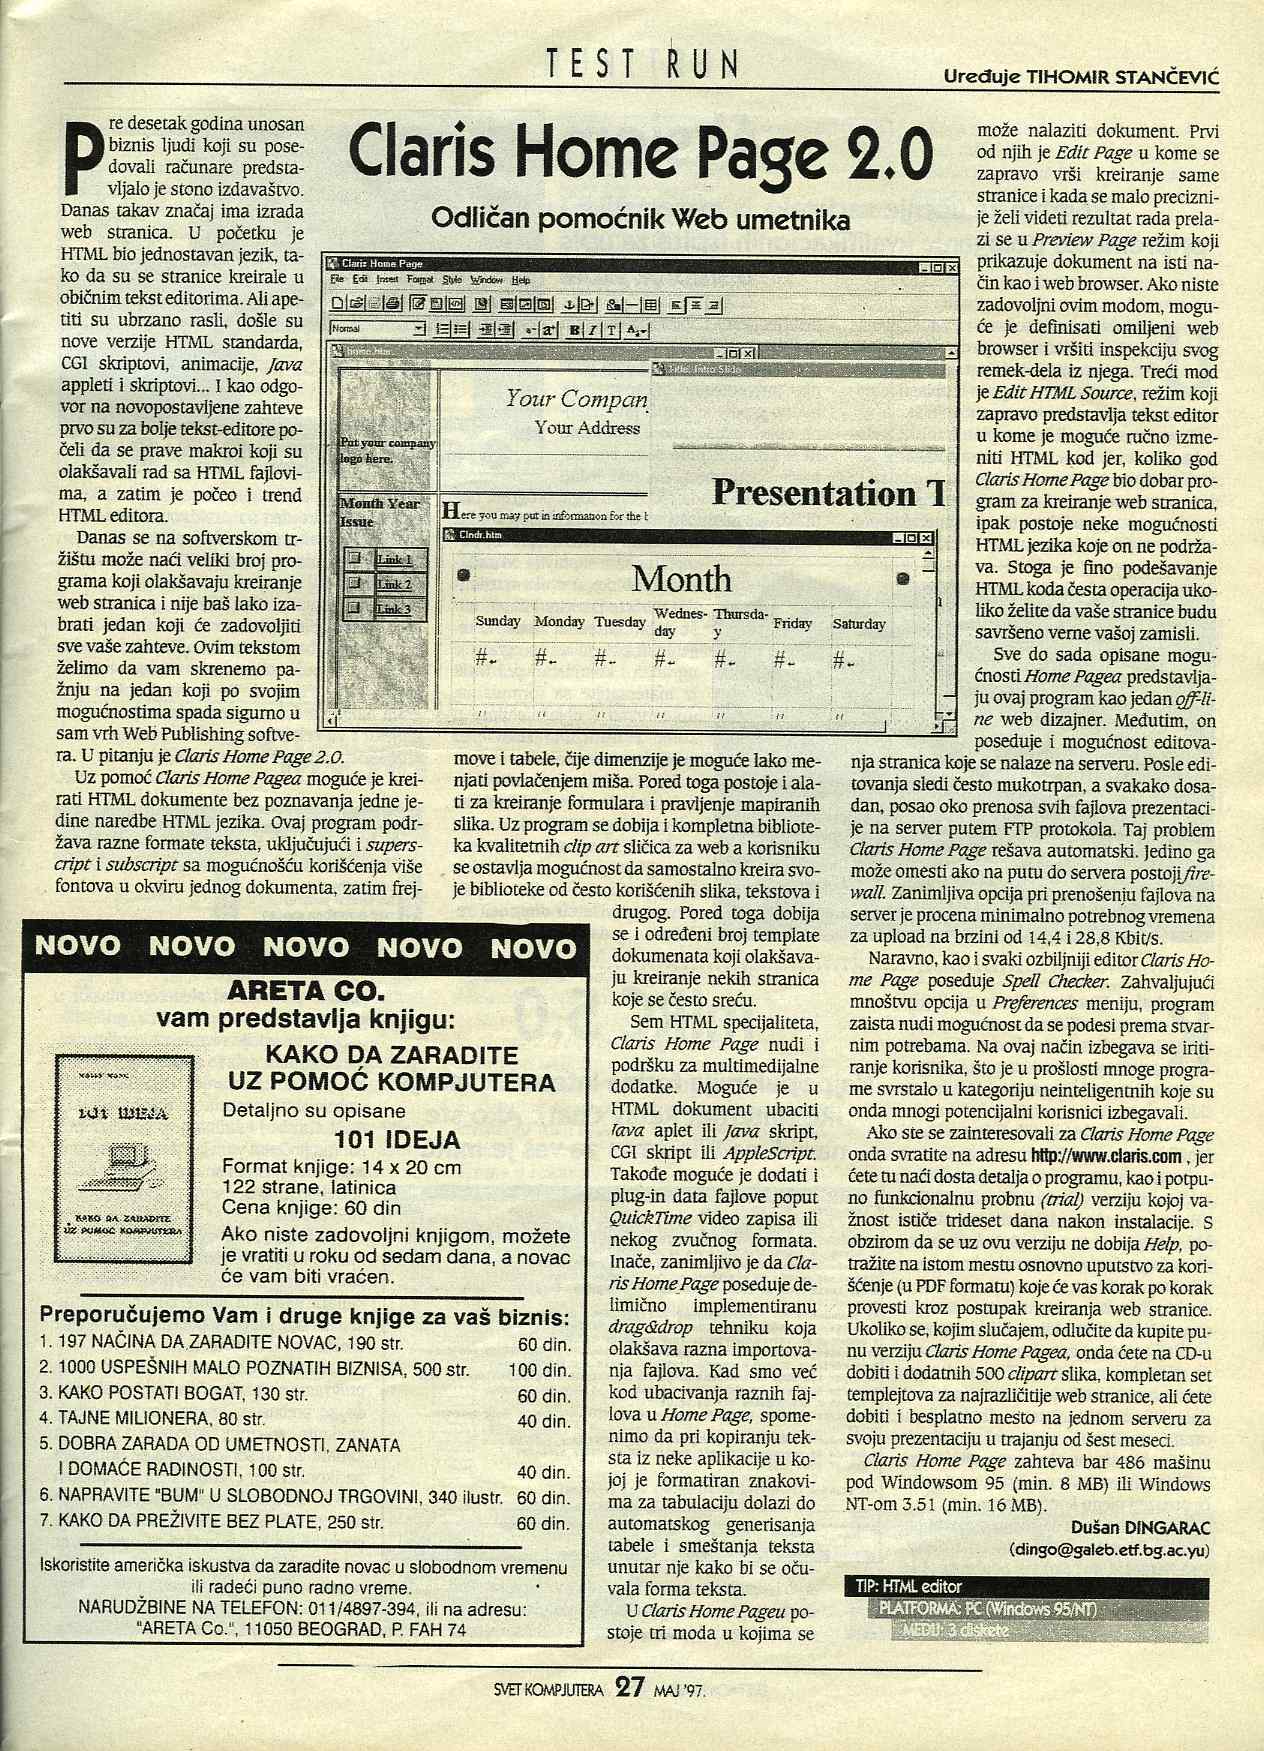 TEST RUN
Uređuje TIHOMIR STANČEVIĆ
Claris Home Page 2.0
Odličan pomoćnik Web umetnika
Pre desetak godina unosan
biznis ljudi koji su pose-
dovali računare predsta-
vljalo je stono izdavaštvo.
Danas takav značaj ima izrada
web stranica. U početku je
HTML bio jednostavan jezik, ta-
ko da su se stranice kreirale u
običnim tekst editorima. Ali ape-
titi su ubrzano rasli, došle su
nove verzije HTML standarda,
CGI skriptovi, animacije, Java
appleti i skriptovi... I kao odgo-
vor na novopostavljene zahteve
prvo su za bolje tekst-editore po-
čeli da se prave makroi koji su
olakšavali rad sa HTML fajlovi-
ma, a zatim je počeo i trend
HTML editora.
Danas se na softverskom tr-
žištu može naći veliki broj pro-
grama koji olakšavaju kreiranje
web stranica i nije baš lako iza-
brati jedan koji će zadovoljiti
sve vaše zahteve. Ovim tekstom
želimo da vam skrenemo pa-
žnju na jedan koji po svojim
mogućnostima spada sigurno u
sam vrh Web Publishing softve-
ra. U pitanju je Claris Home Page 2.0.
Uz pomoć Claris Home Pagea moguće je krei-
rati HTML dokumente bez poznavanja jedne je-
dine naredbe HTML jezika. Ovaj program podr-
žava razne formate teksta, uključujući i supers-
cript i subscript sa mogućnošću korišćenja više
fontova u okviru jednog dokumenta, zatim frej-
Claris Home Page
File Edit Insert Format Style Window Help
Normal
B I T
home.htm
Title: Intro Slide
Your Compan
Your Address
Put your company
logo here.
Presentation T
Month Year
Issue
Here you may put in information for the b
Link 1
Link 2
Link 3
Clndr.htm
Month
Sunday Monday Tuesday Wednes-
day Thursda-
y Friday Saturday
# # # # # # #
move i tabele, čije dimenzije je moguće lako me-
njati povlačenjem miša. Pored toga postoje i ala-
ti za kreiranje formulara i pravljenje mapiranih
slika. Uz program se dobija i kompletna bibliote-
ka kvalitetnih clip art sličica za web a korisniku
se ostavlja mogućnost da samostalno kreira svo-
je biblioteke od često korišćenih slika, tekstova i
drugog. Pored toga dobija
se i određeni broj template
dokumenata koji olakšava-
ju kreiranje nekih stranica
koje se često sreću.
Sem HTML specijaliteta,
Claris Home Page nudi i
podršku za multimedijalne
dodatke. Moguće je u
HTML dokument ubaciti
Java aplet ili Java skript,
CGI skript ili AppleScript.
Takođe moguće je dodati i
plug-in data fajlove poput
QuickTime video zapisa ili
nekog zvučnog formata.
Inače, zanimljivo je da Cla-
ris Home Page poseduje de-
limično implementiranu
drag&drop tehniku koja
olakšava razna importova-
nja fajlova. Kad smo već
kod ubacivanja raznih faj-
lova u Home Page, spome-
nimo da pri kopiranju tek-
sta iz neke aplikacije u ko-
joj je formatiran znakovi-
ma za tabulaciju dolazi do
automatskog generisanja
tabele i smeštanja teksta
unutar nje kako bi se oču-
vala forma teksta.
U Claris Home Pageu po-
stoje tri moda u kojima se
može nalaziti dokument. Prvi
od njih je Edit Page u kome se
zapravo vrši kreiranje same
stranice i kada se malo precizni-
je želi videti rezultat rada prela-
zi se u Preview Page režim koji
prikazuje dokument na isti na-
čin kao i web browser. Ako niste
zadovoljni ovim modom, mogu-
će je definisati omiljeni web
browser i vršiti inspekciju svog
remek-dela iz njega. Treći mod
je Edit HTML Source, režim koji
zapravo predstavlja tekst editor
u kome je moguće ručno izme-
niti HTML kod jer, koliko god
Claris Home Page bio dobar pro-
gram za kreiranje web stranica,
ipak postoje neke mogućnosti
HTML jezika koje on ne podrža-
va. Stoga je fino podešavanje
HTML koda česta operacija uko-
liko želite da vaše stranice budu
savršeno verne vašoj zamisli.
Sve do sada opisane mogu-
ćnosti Home Pagea predstavlja-
ju ovaj program kao jedan off-li-
ne web dizajner. Međutim, on
poseduje i mogućnost editova-
nja stranica koje se nalaze na serveru. Posle edi-
tovanja sledi često mukotrpan, a svakako dosa-
dan, posao oko prenosa svih fajlova prezentaci-
je na server putem FTP protokola. Taj problem
Claris Home Page rešava automatski. Jedino ga
može omesti ako na putu do servera postoji fire-
wall. Zanimljiva opcija pri prenošenju fajlova na
server je procena minimalno potrebnog vremena
za upload na brzini od 14,4 i 28,8 Kbit/s.
Naravno, kao i svaki ozbiljniji editor Claris Ho-
me Page poseduje Spell Checker. Zahvaljujući
mnoštvu opcija u Preferences meniju, program
zaista nudi mogućnost da se podesi prema stvar-
nim potrebama. Na ovaj način izbegava se iriti-
ranje korisnika, što je u prošlosti mnoge progra-
me svrstalo u kategoriju neinteligentnih koje su
onda mnogi potencijalni korisnici izbegavali.
Ako ste se zainteresovali za Claris Home Page
onda svratite na adresu http://www.claris.com , jer
ćete tu naći dosta detalja o programu, kao i potpu-
no funkcionalnu probnu (trial) verziju kojoj va-
žnost ističe trideset dana nakon instalacije. S
obzirom da se uz ovu verziju ne dobija Help, po-
tražite na istom mestu osnovno uputstvo za kori-
šćenje (u PDF formatu) koje će vas korak po korak
provesti kroz postupak kreiranja web stranice.
Ukoliko se, kojim slučajem, odlučite da kupite pu-
nu verziju Claris Home Pagea, onda ćete na CD-u
dobiti i dodatnih 500 clipart slika, kompletan set
templejtova za najrazličitije web stranice, ali ćete
dobiti i besplatno mesto na jednom serveru za
svoju prezentaciju u trajanju od šest meseci.
Claris Home Page zahteva bar 486 mašinu
pod Windowsom 95 (min. 8 MB) ili Windows
NT-om 3.51 (min. 16 MB).
Dušan DINGARAC
(dingo@galeb.etf.bg.ac.yu)
TIP: HTML editor
PLATFORMA: PC (Windows 95/NT)
MEDIJ: 3 diskete
NOVO NOVO NOVO NOVO NOVO
ARETA CO.
vam predstavlja knjigu:
KAKO DA ZARADITE
UZ POMOĆ KOMPJUTERA
Detaljno su opisane
101 IDEJA
Format knjige: 14 x 20 cm
122 strane, latinica
Cena knjige: 60 din
Ako niste zadovoljni knjigom, možete
je vratiti u roku od sedam dana, a novac
će vam biti vraćen.
101 IDEJA
KAKO DA ZARADITE
UZ POMOĆ KOMPJUTERA
Preporučujemo Vam i druge knjige za vaš biznis:
1. 197 NAČINA DA ZARADITE NOVAC, 190 str. 60 din.
2. 1000 USPEŠNIH MALO POZNATIH BIZNISA, 500 str. 100 din.
3. KAKO POSTATI BOGAT, 130 str. 60 din.
4. TAJNE MILIONERA, 80 str. 40 din.
5. DOBRA ZARADA OD UMETNOSTI, ZANATA
I DOMAĆE RADINOSTI, 100 str. 40 din.
6. NAPRAVITE "BUM" U SLOBODNOJ TRGOVINI, 340 ilustr. 60 din.
7. KAKO DA PREŽIVITE BEZ PLATE, 250 str. 60 din.
Iskoristite američka iskustva da zaradite novac u slobodnom vremenu
ili radeći puno radno vreme.
NARUDŽBINE NA TELEFON: 011/4897-394, ili na adresu:
"ARETA Co.", 11050 BEOGRAD, P. FAH 74
SVET KOMPJUTERA 27 MAJ '97.